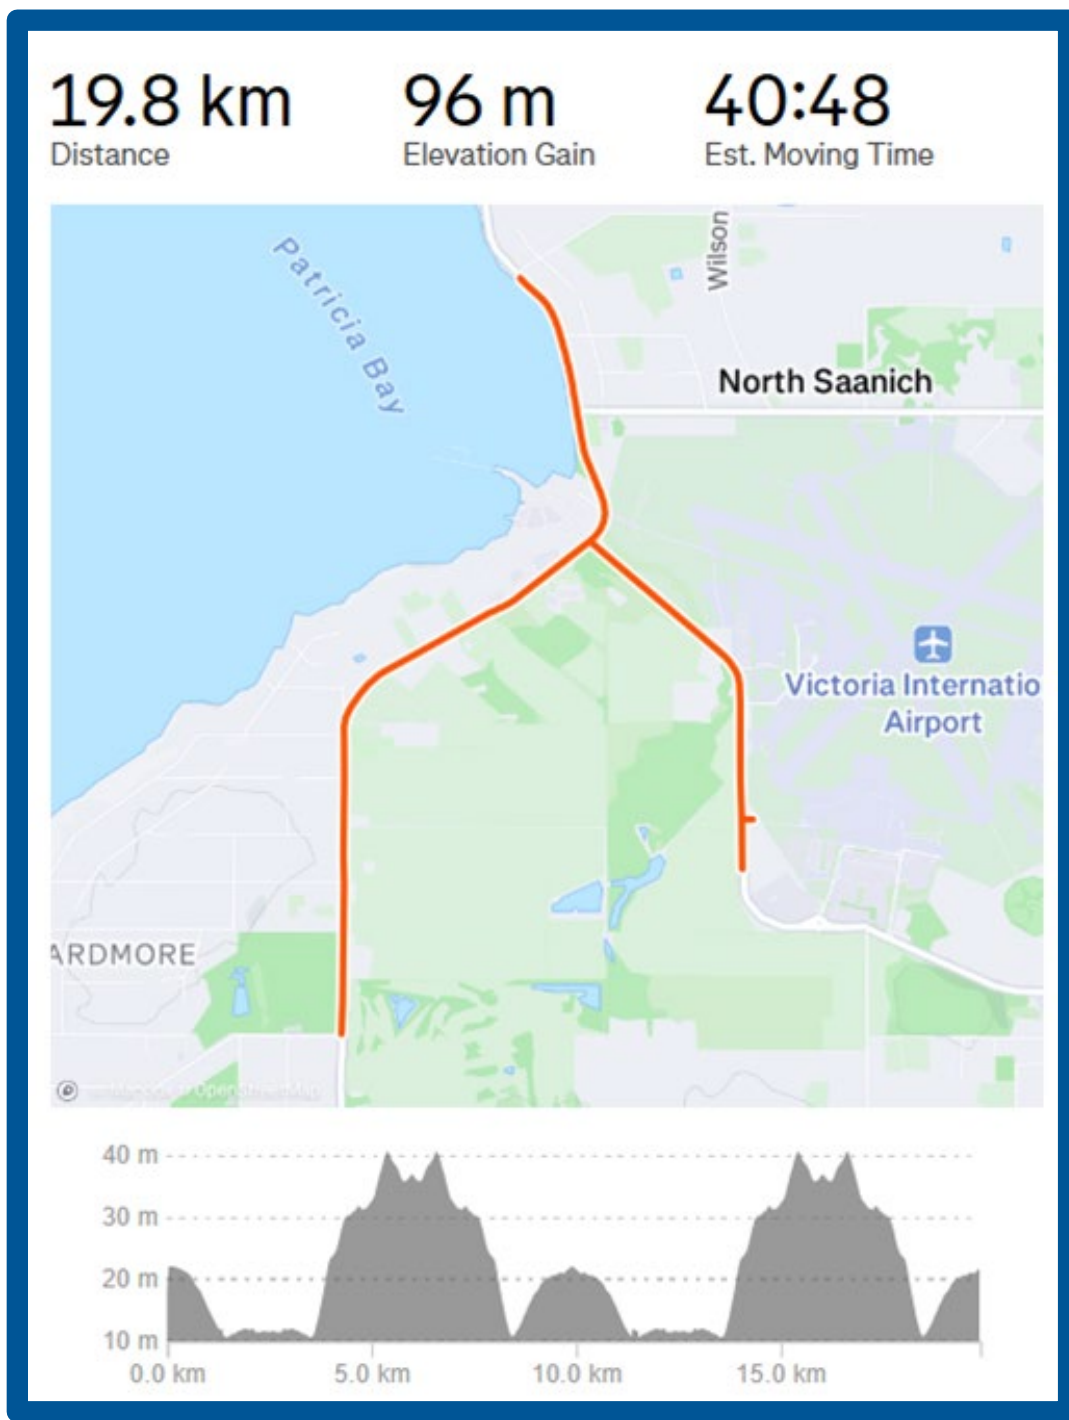 19.8 km 96 m 40:48
Distance Elevation Gain Est. Moving Time
Patricia Bay
Wilson
North Saanich
Victoria Internatio
Airport
ARDMORE
OpenStreetMap
40 m
30 m
20 m
10 m
0.0 km 5.0 km 10.0 km 15.0 km